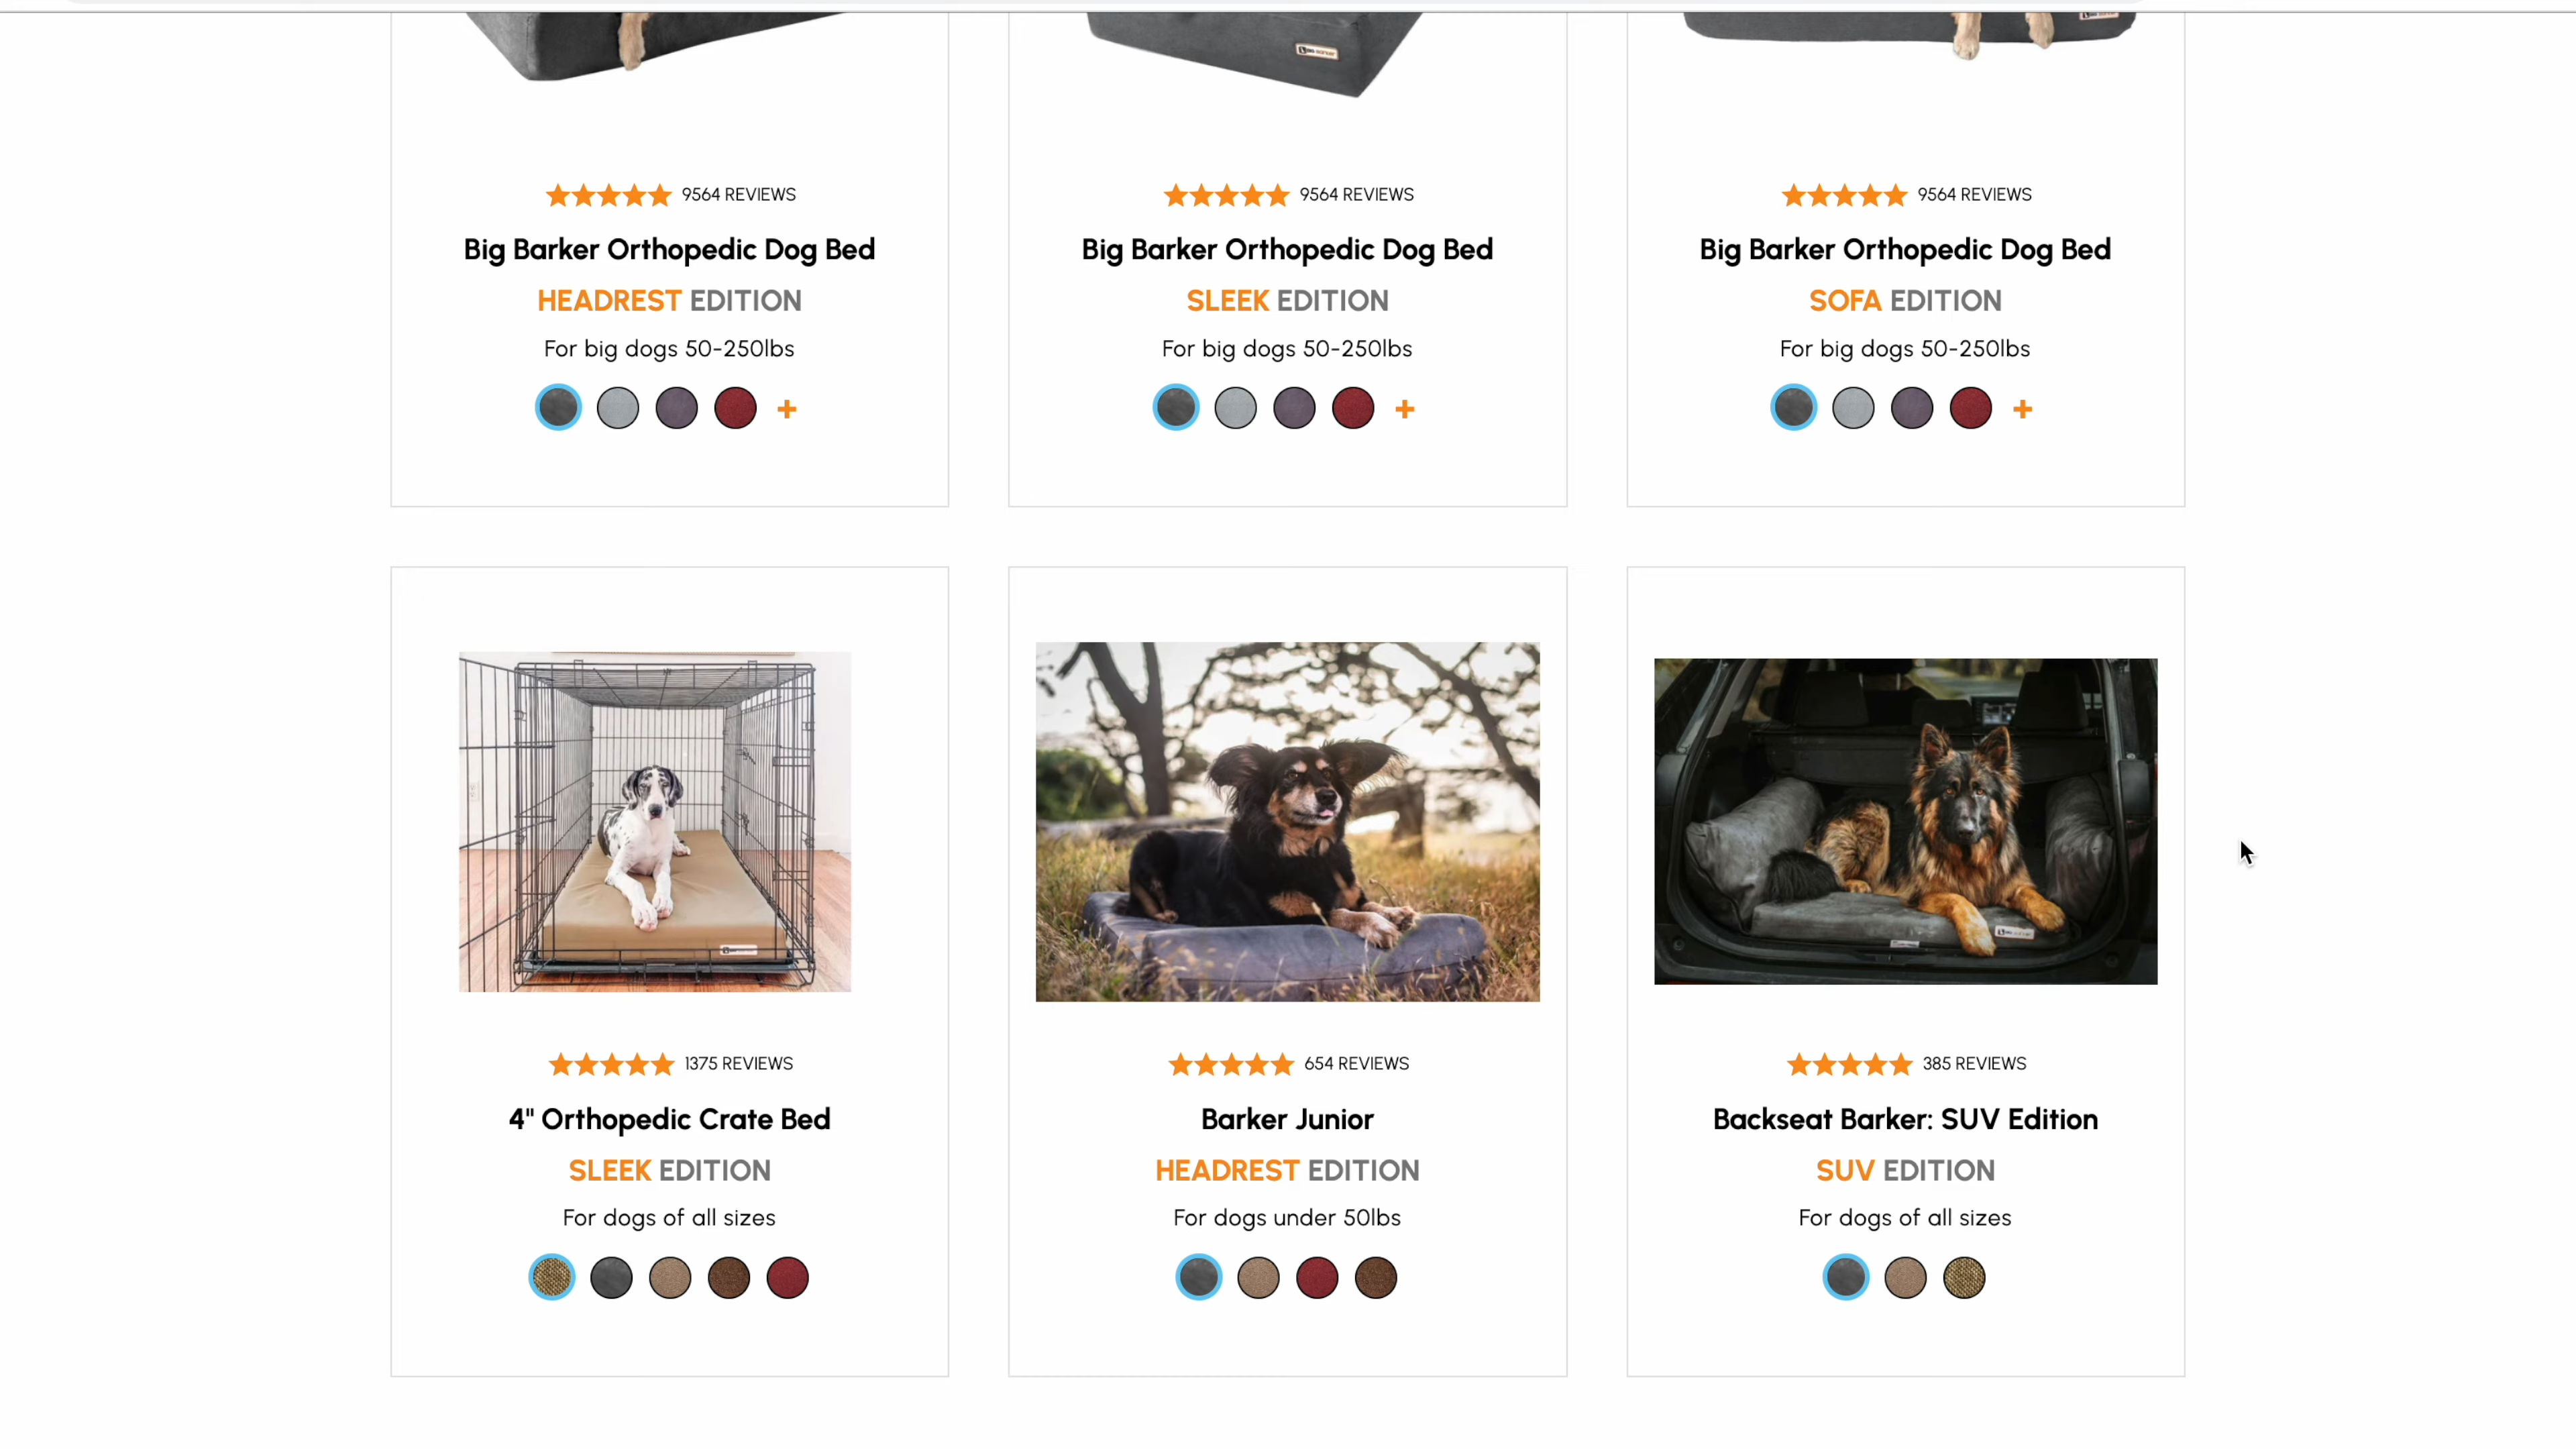 9564 REVIEWS
Big Barker Orthopedic Dog Bed
HEADREST EDITION
For big dogs 50-250lbs
+
9564 REVIEWS
Big Barker Orthopedic Dog Bed
SLEEK EDITION
For big dogs 50-250lbs
+
9564 REVIEWS
Big Barker Orthopedic Dog Bed
SOFA EDITION
For big dogs 50-250lbs
+
1375 REVIEWS
4" Orthopedic Crate Bed
SLEEK EDITION
For dogs of all sizes
654 REVIEWS
Barker Junior
HEADREST EDITION
For dogs under 50lbs
385 REVIEWS
Backseat Barker: SUV Edition
SUV EDITION
For dogs of all sizes